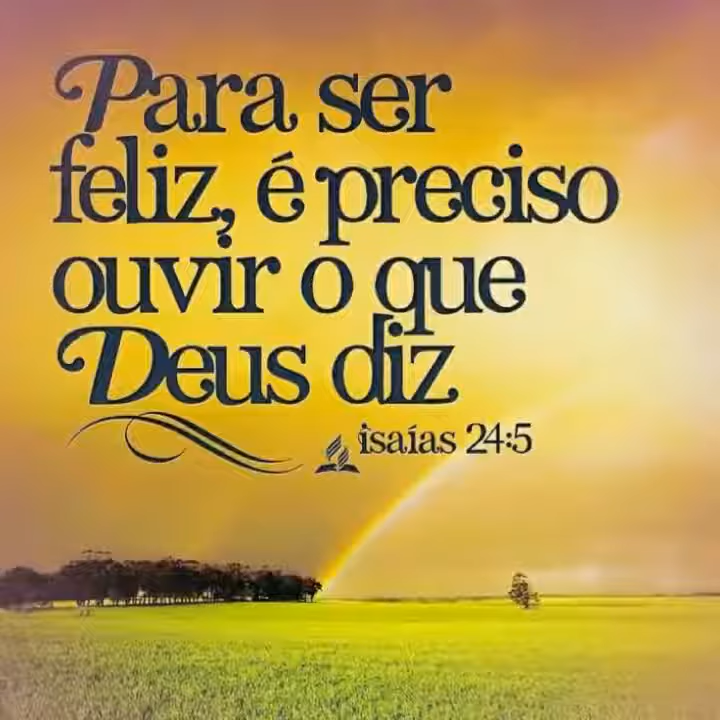 Para ser
feliz, é preciso
ouvir o que
Deus diz
isaías 24:5